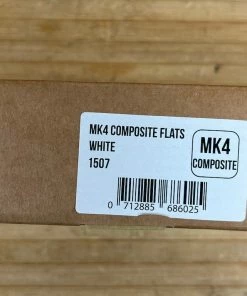 MK4 COMPOSITE FLATS
WHITE
1507
MK4
COMPOSITE
0 712885 686025